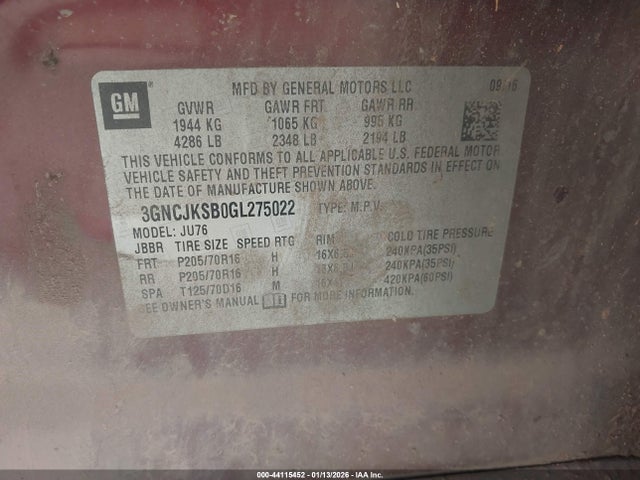 GM
MFD BY GENERAL MOTORS LLC
GVWR GAWR FRT GAWR RR
1944 KG 1065 KG 995 KG
4286 LB 2348 LB 2194 LB
THIS VEHICLE CONFORMS TO ALL APPLICABLE U.S. FEDERAL MOTOR
VEHICLE SAFETY AND THEFT PREVENTION STANDARDS IN EFFECT ON
THE DATE OF MANUFACTURE SHOWN ABOVE.
3GNCJKSB0GL275022 TYPE: M.P.V.
MODEL: JU76
JBBR TIRE SIZE SPEED RTG RIM COLD TIRE PRESSURE
FRT P205/70R16 H 240KPA(35PSI)
RR P205/70R16 H 240KPA(35PSI)
SPA T125/70D16 M 420KPA(60PSI)
SEE OWNER'S MANUAL FOR MORE INFORMATION.
000-44115452 - 01/13/2026 - IAA Inc.